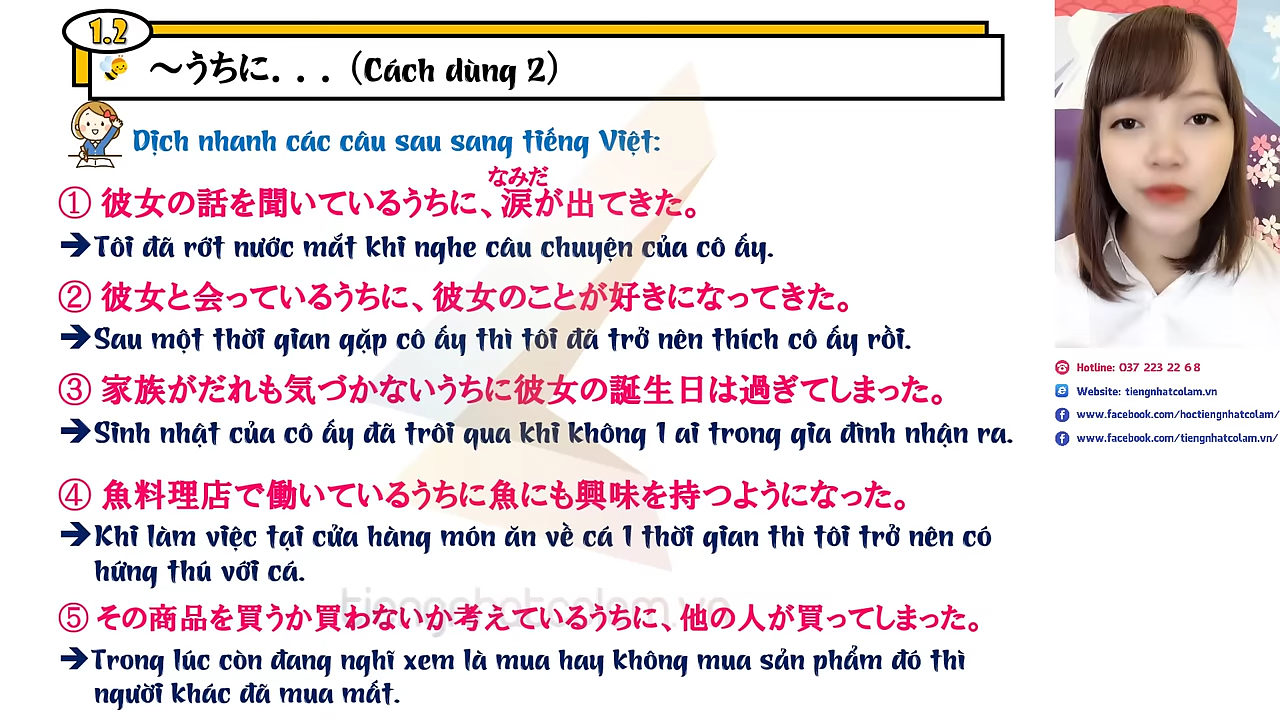 1.2
～うちに...（Cách dùng 2）
Dịch nhanh các câu sau sang tiếng Việt:
なみだ
① 彼女の話を聞いているうちに、涙が出てきた。
➔Tôi đã rớt nước mắt khi nghe câu chuyện của cô ấy.
② 彼女と会っているうちに、彼女のことが好きになってきた。
➔Sau một thời gian gặp cô ấy thì tôi đã trở nên thích cô ấy rồi.
③ 家族がだれも気づかないうちに彼女の誕生日は過ぎてしまった。
➔Sinh nhật của cô ấy đã trôi qua khi không 1 ai trong gia đình nhận ra.
④ 魚料理店で働いているうちに魚にも興味を持つようになった。
➔Khi làm việc tại cửa hàng món ăn về cá 1 thời gian thì tôi trở nên có
hứng thú với cá.
⑤ その商品を買うか買わないか考えているうちに、他の人が買ってしまった。
➔Trong lúc còn đang nghĩ xem là mua hay không mua sản phẩm đó thì
người khác đã mua mất.
tiengnhatcolam.vn
Hotline: 037 223 22 68
Website: tiengnhatcolam.vn
www.facebook.com/hoctiengnhatcolam/
www.facebook.com/tiengnhatcolam.vn/